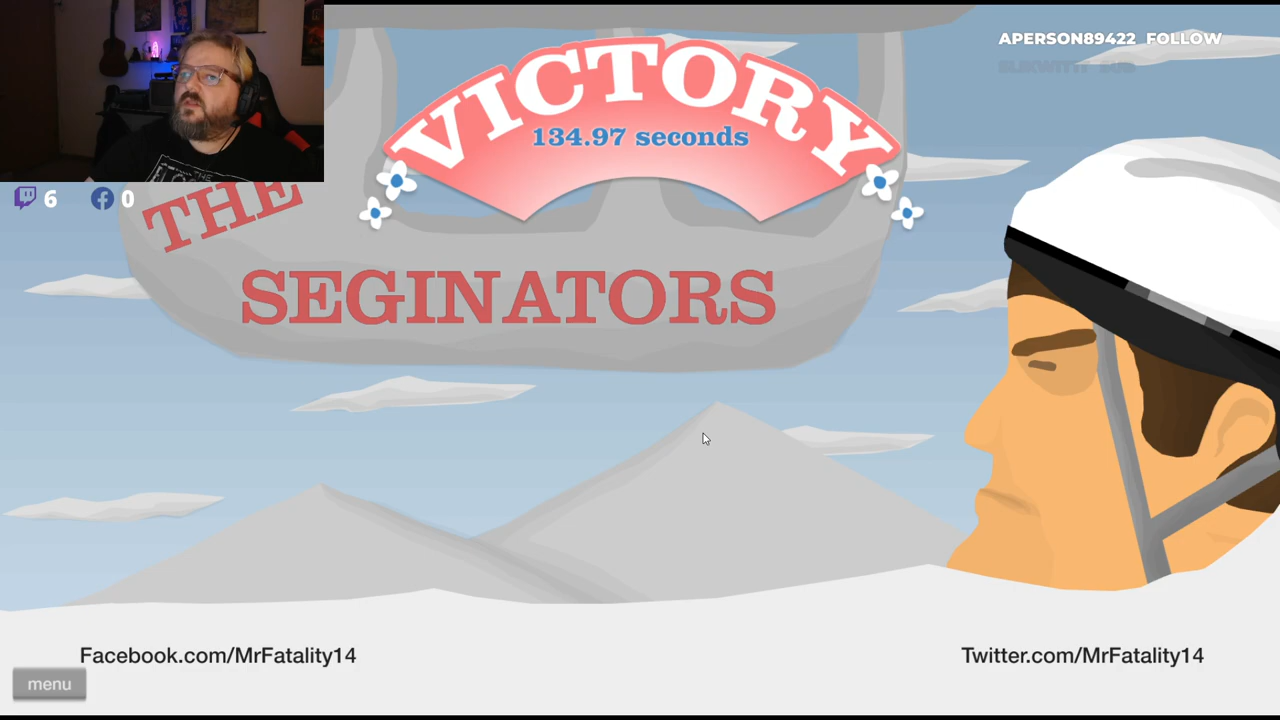 APERSON89422 FOLLOW
VICTORY
134.97 seconds
6 0
THE
SEGINATORS
Facebook.com/MrFatality14
Twitter.com/MrFatality14
menu